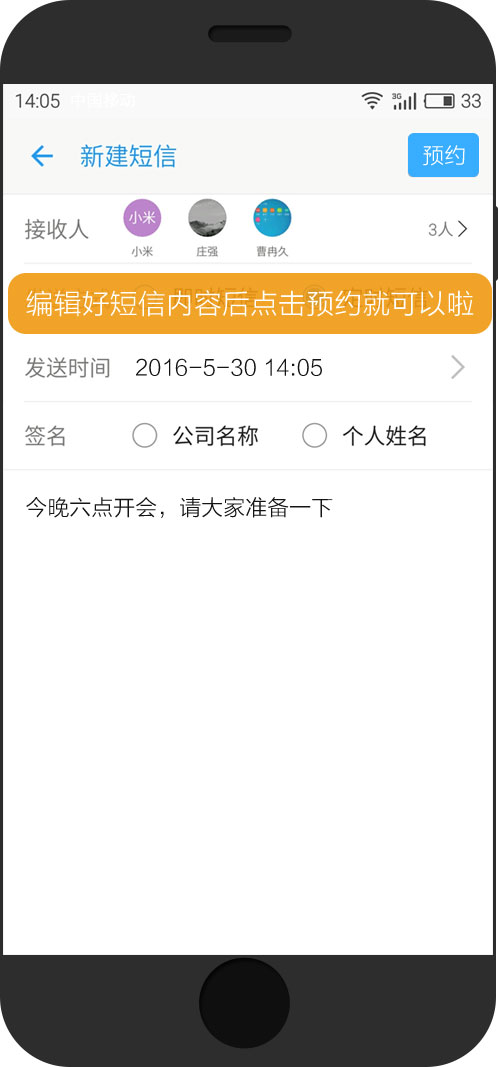 14:05 中国移动 3G 33
新建短信 预约
接收人 小米 3人
小米 庄强 曹冉久
编辑好短信内容后点击预约就可以啦
发送时间 2016-5-30 14:05
签名 公司名称 个人姓名
今晚六点开会，请大家准备一下